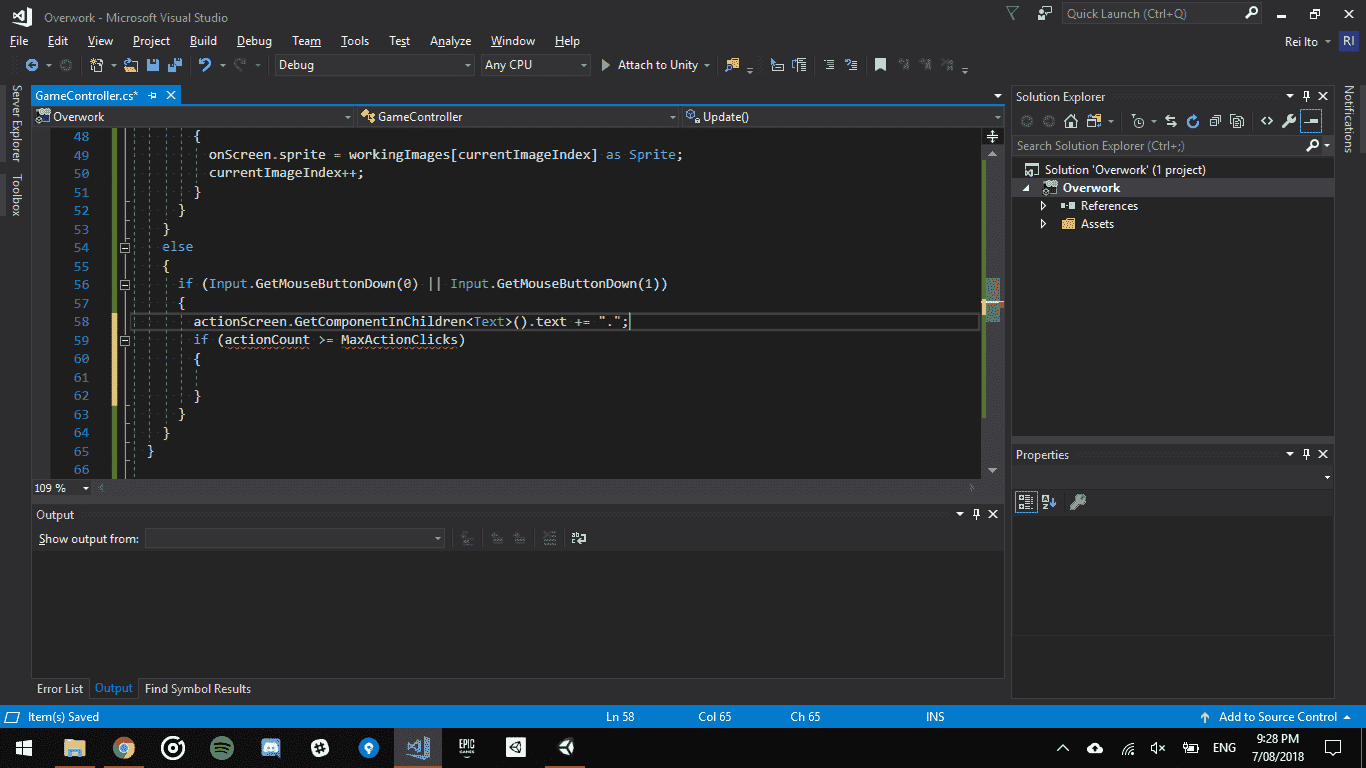 Overwork - Microsoft Visual Studio
Quick Launch (Ctrl+Q)
File Edit View Project Build Debug Team Tools Test Analyze Window Help
Rei Ito RI
Debug Any CPU Attach to Unity
Server Explorer
Toolbox
GameController.cs*
Overwork GameController Update()
48 {
49 onScreen.sprite = workingImages[currentImageIndex] as Sprite;
50 currentImageIndex++;
51 }
52 }
53 }
54 else
55 {
56 if (Input.GetMouseButtonDown(0) || Input.GetMouseButtonDown(1))
57 {
58 actionScreen.GetComponentInChildren<Text>().text += ".";
59 if (actionCount >= MaxActionClicks)
60 {
61
62 }
63 }
64 }
65 }
66
109 %
Output
Show output from:
Error List Output Find Symbol Results
Solution Explorer
Search Solution Explorer (Ctrl+;)
Solution 'Overwork' (1 project)
Overwork
References
Assets
Properties
Notifications
Item(s) Saved Ln 58 Col 65 Ch 65 INS Add to Source Control
EPIC
GAMES
ENG
9:28 PM
7/08/2018